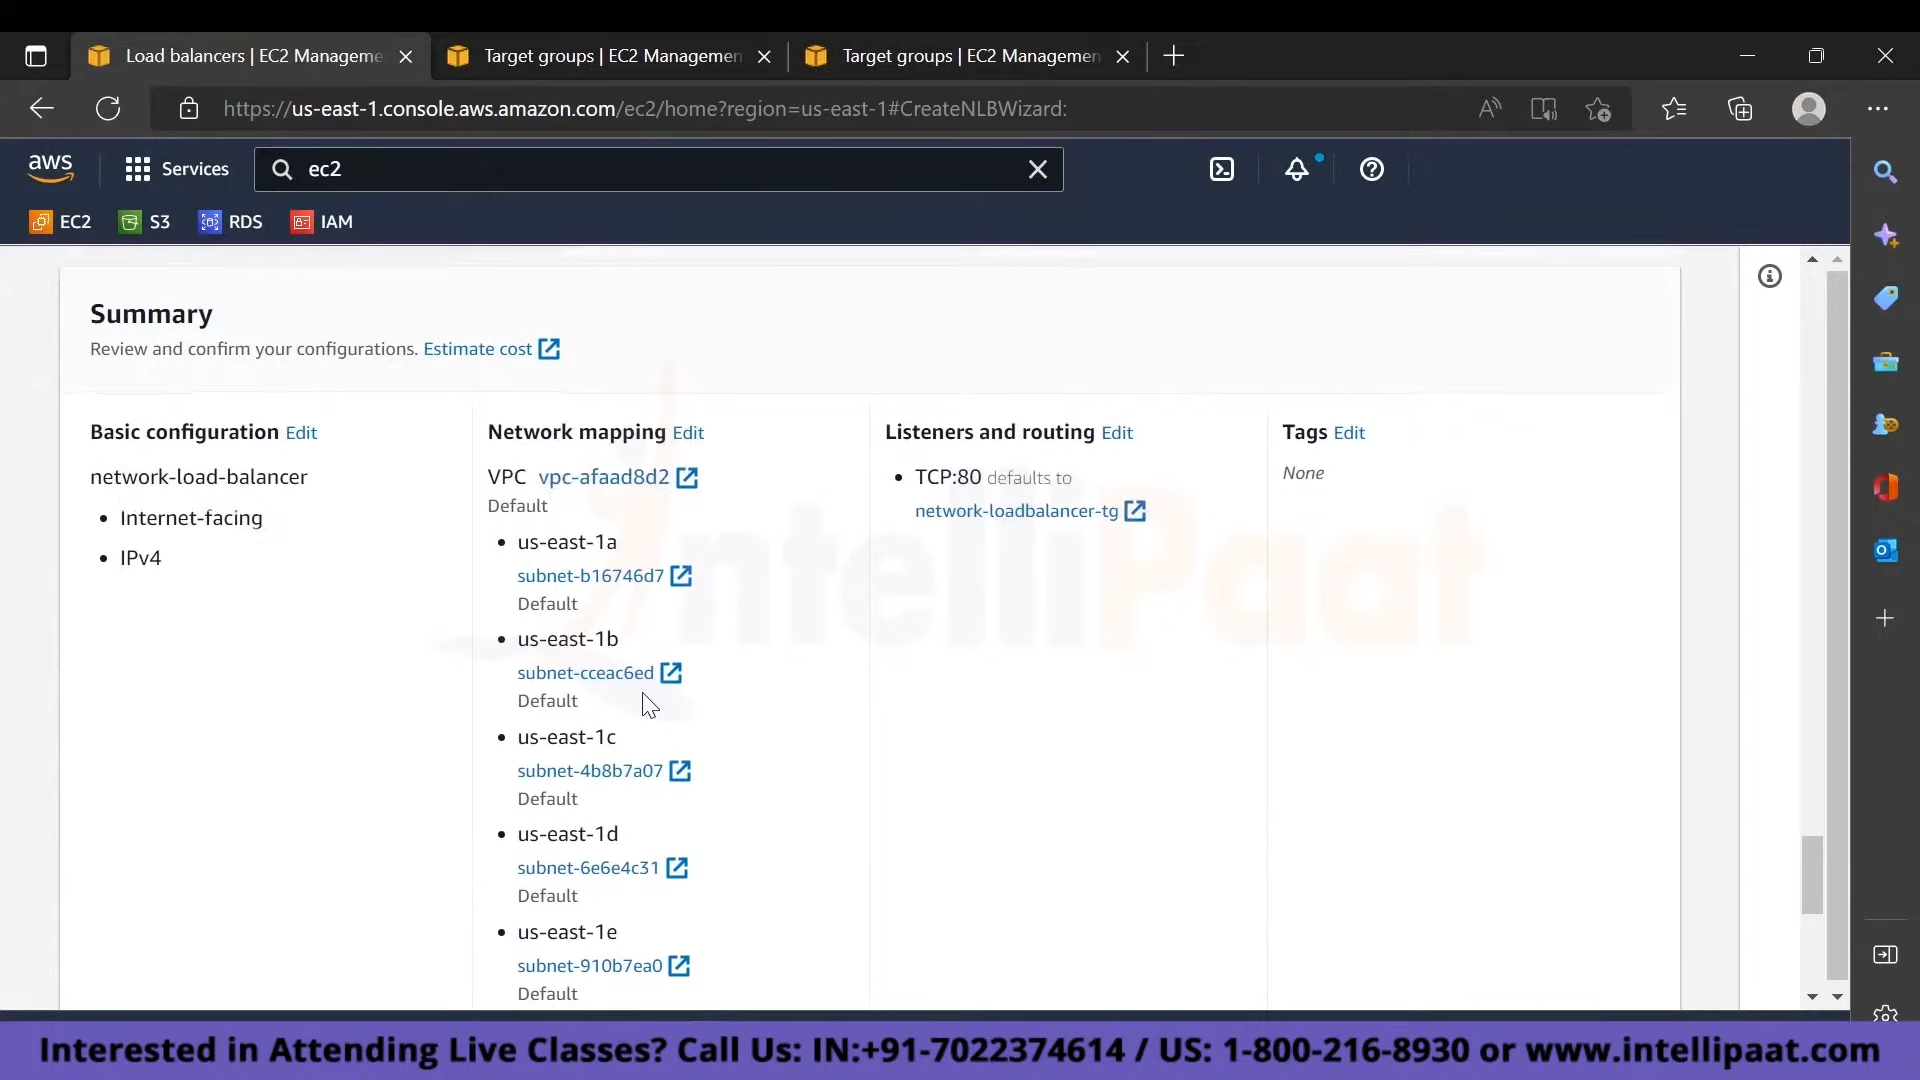 Load balancers | EC2 Manageme
Target groups | EC2 Managemen
Target groups | EC2 Managemen
https://us-east-1.console.aws.amazon.com/ec2/home?region=us-east-1#CreateNLBWizard:
aws
Services
ec2
EC2
S3
RDS
IAM
Summary
Review and confirm your configurations. Estimate cost
Basic configuration Edit
network-load-balancer
• Internet-facing
• IPv4
Network mapping Edit
VPC vpc-afaad8d2
Default
• us-east-1a
subnet-b16746d7
Default
• us-east-1b
subnet-cceac6ed
Default
• us-east-1c
subnet-4b8b7a07
Default
• us-east-1d
subnet-6e6e4c31
Default
• us-east-1e
subnet-910b7ea0
Default
Listeners and routing Edit
• TCP:80 defaults to
network-loadbalancer-tg
Tags Edit
None
IntelliPaat
Interested in Attending Live Classes? Call Us: IN:+91-7022374614 / US: 1-800-216-8930 or www.intellipaat.com